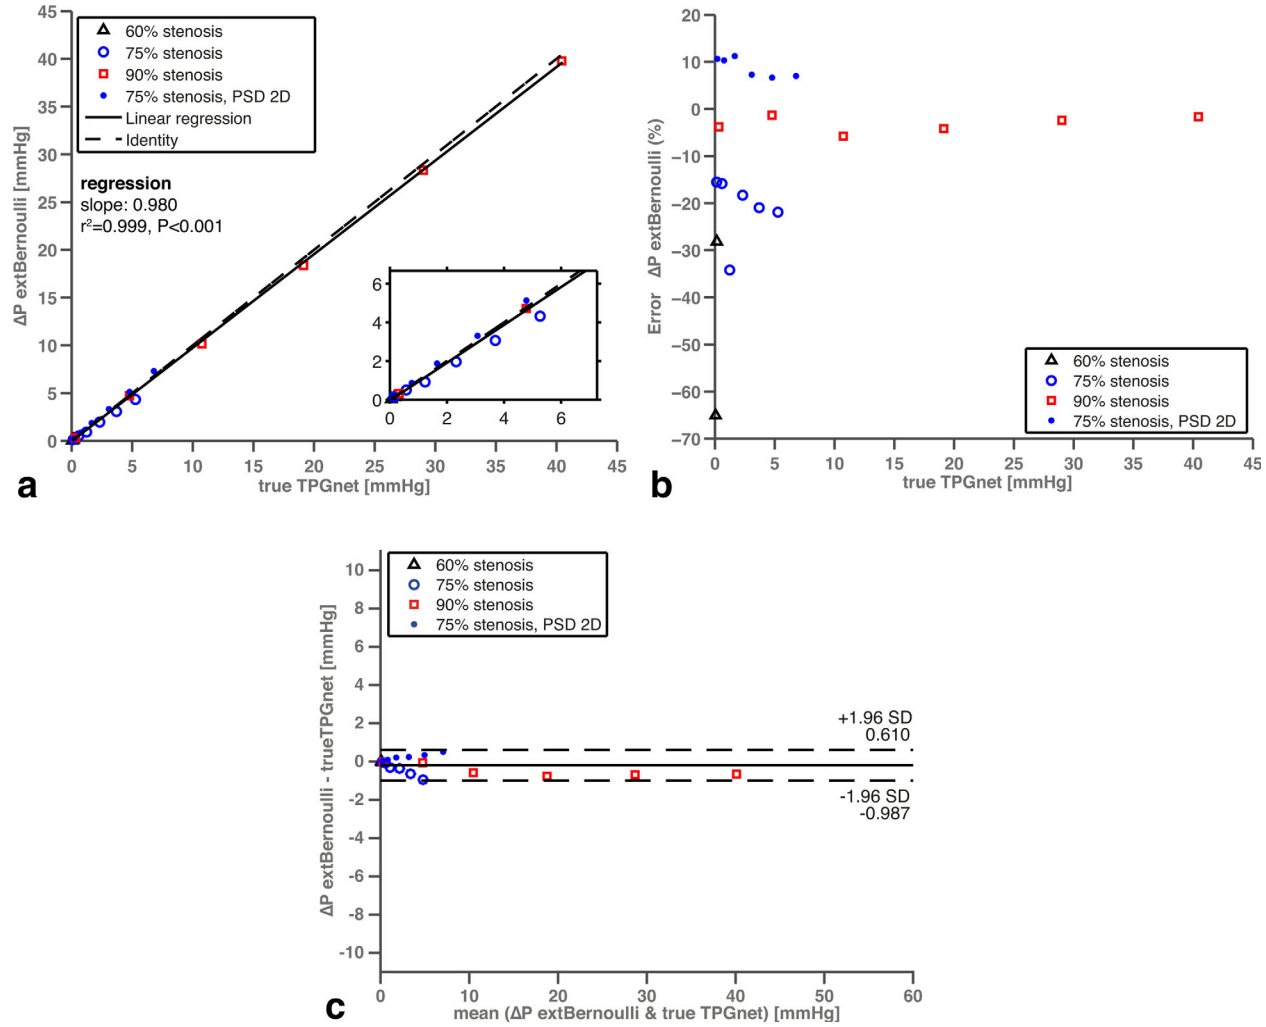 45
40
35
30
25
20
15
10
5
0
ΔP extBernoulli [mmHg]
60% stenosis
75% stenosis
90% stenosis
75% stenosis, PSD 2D
Linear regression
Identity
regression
slope: 0.980
r²=0.999, P<0.001
6
4
2
0
0 2 4 6
0 5 10 15 20 25 30 35 40 45
true TPGnet [mmHg]
a
20
10
0
−10
−20
−30
−40
−50
−60
−70
Error ΔP extBernoulli (%)
60% stenosis
75% stenosis
90% stenosis
75% stenosis, PSD 2D
0 5 10 15 20 25 30 35 40 45
true TPGnet [mmHg]
b
10
8
6
4
2
0
-2
-4
-6
-8
-10
ΔP extBernoulli - trueTPGnet [mmHg]
60% stenosis
75% stenosis
90% stenosis
75% stenosis, PSD 2D
+1.96 SD
0.610
-1.96 SD
-0.987
0 10 20 30 40 50 60
mean (ΔP extBernoulli & true TPGnet) [mmHg]
c